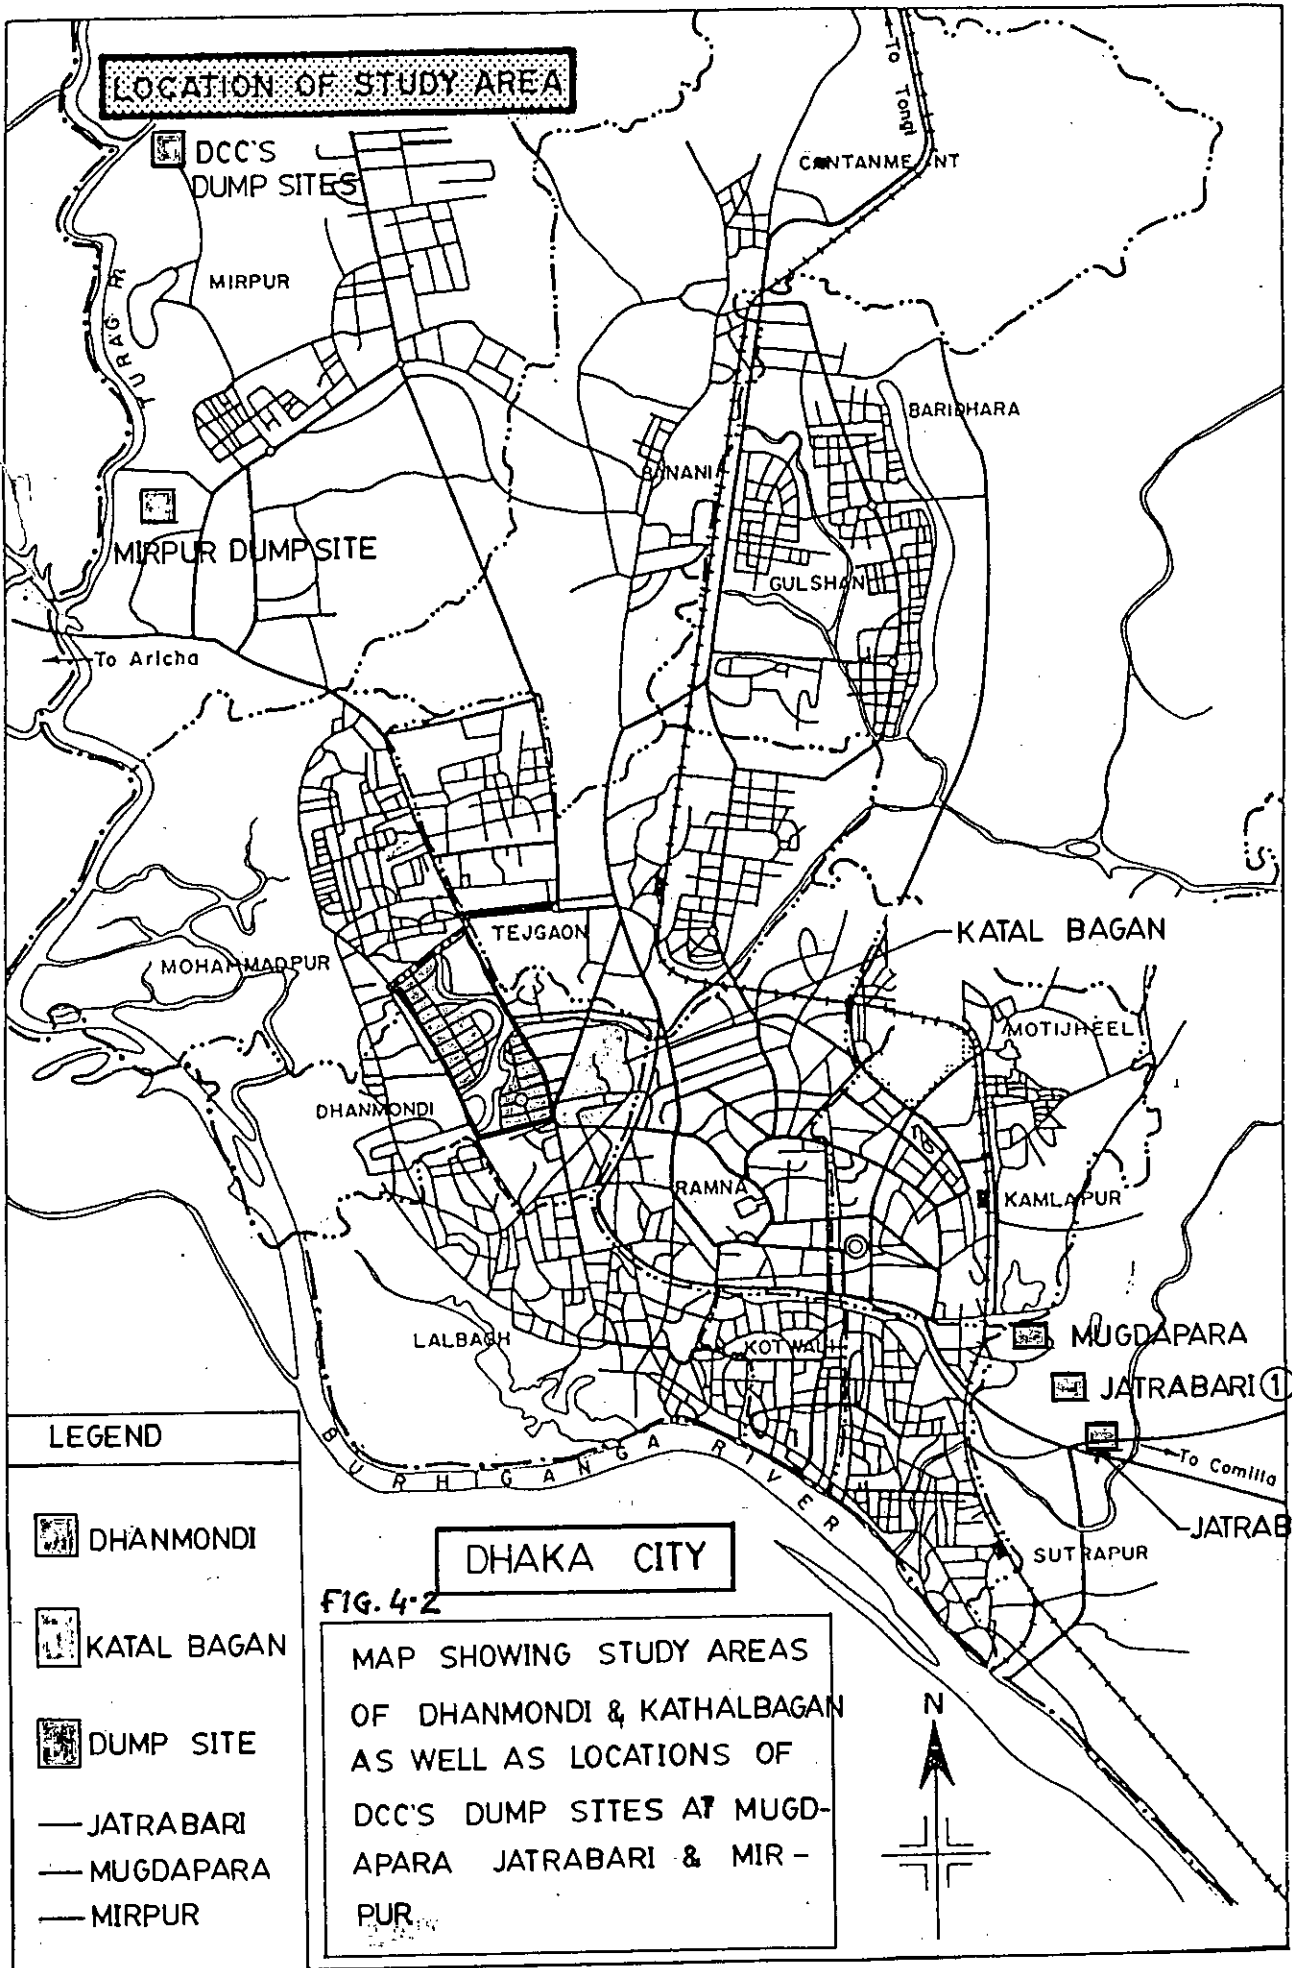 LOCATION OF STUDY AREA
To Tongi
CANTANMENT
DCC'S
DUMP SITES
MIRPUR
TURAG
BARIDHARA
BANANI
MIRPUR DUMPSITE
GULSHAN
To Aricha
KATAL BAGAN
TEJGAON
MOHAMMADPUR
MOTIJHEEL
DHANMONDI
RAMNA
KAMLAPUR
LALBAGH
KOTWALI
MUGDAPARA
JATRABARI 1
To Comilla
JATRAB
BURHIGANGA RIVER
SUTRAPUR
LEGEND
DHANMONDI
KATAL BAGAN
DUMP SITE
JATRABARI
MUGDAPARA
MIRPUR
DHAKA CITY
FIG. 4-2
MAP SHOWING STUDY AREAS
OF DHANMONDI & KATHALBAGAN
AS WELL AS LOCATIONS OF
DCC'S DUMP SITES AT MUGD-
APARA JATRABARI & MIR-
PUR
N